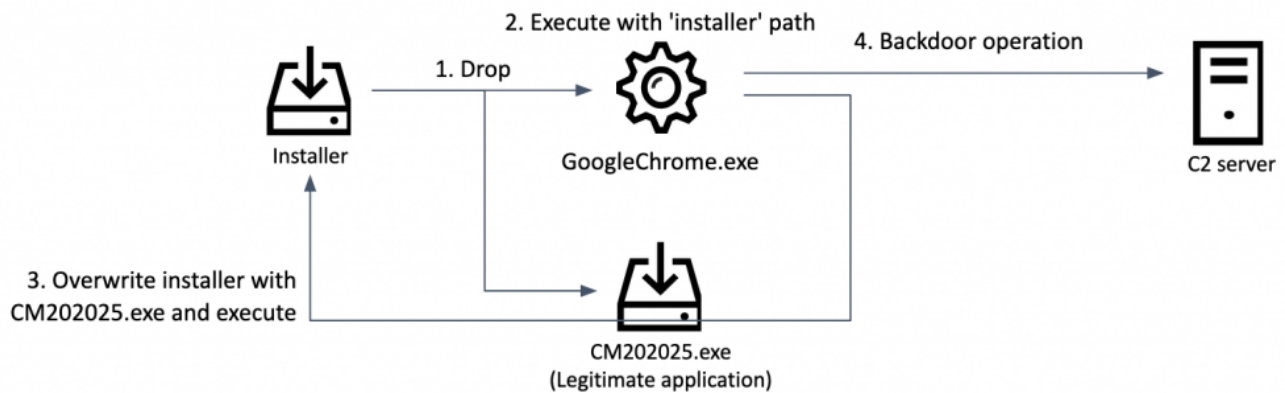 2. Execute with 'installer' path
4. Backdoor operation
1. Drop
Installer
GoogleChrome.exe
C2 server
3. Overwrite installer with
CM202025.exe and execute
CM202025.exe
(Legitimate application)